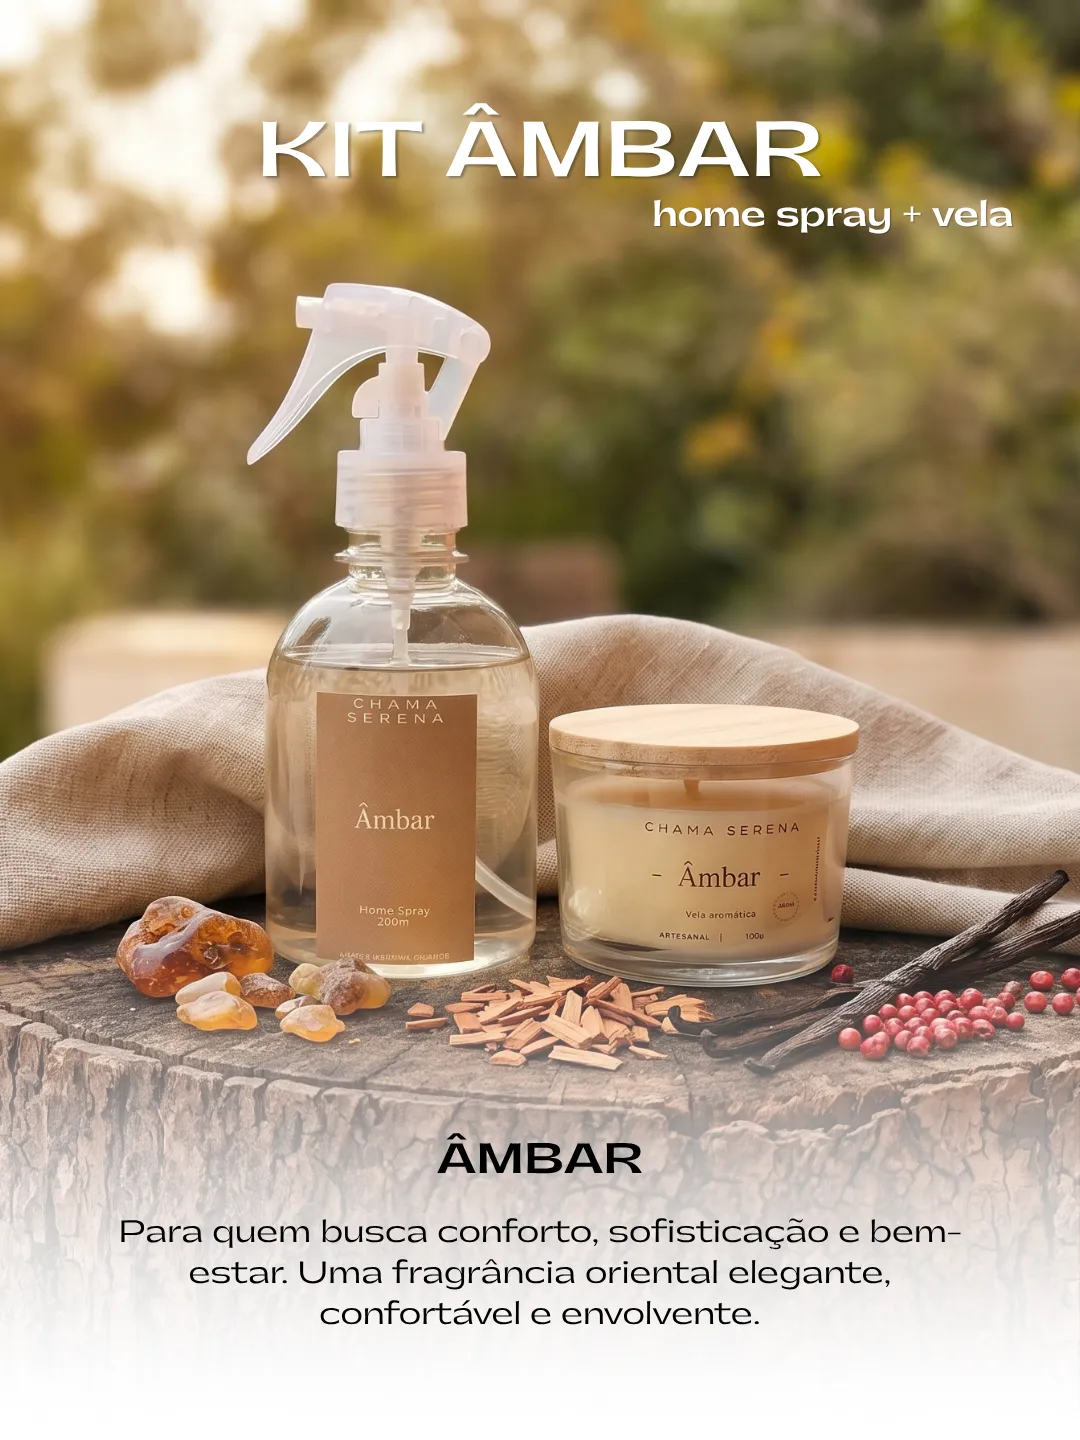 KIT ÂMBAR
home spray + vela
CHAMA
SERENA
Âmbar
Home Spray
200m
CHAMA SERENA
- Âmbar -
Vela aromática
ARTESANAL |
ÂMBAR
Para quem busca conforto, sofisticação e bem-
estar. Uma fragrância oriental elegante,
confortável e envolvente.